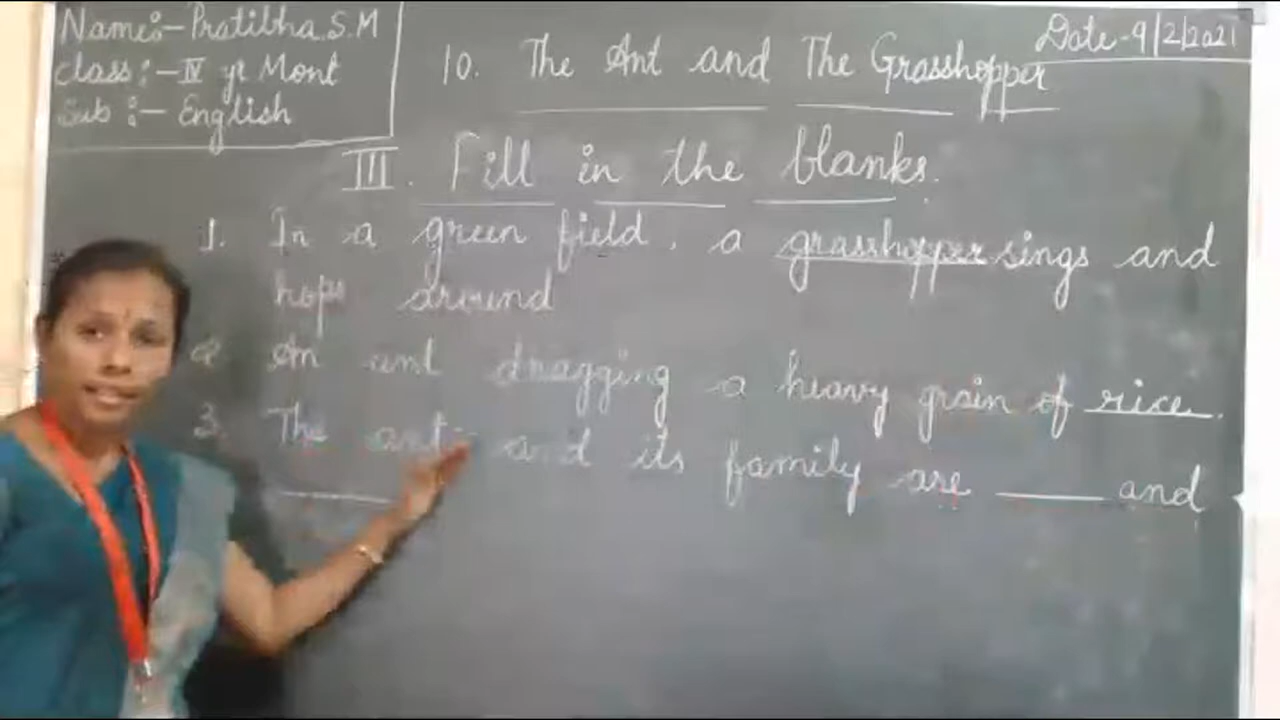 Name:- Pratibha.S.M
Class:- IV yr Mont
Sub :- English
Date-9/2/2021
10. The Ant and The Grasshopper
III. Fill in the blanks.
1. In a green field, a grasshopper sings and
hops around
2. An ant dragging a heavy grain of rice.
3. The ant and its family are ____ and
____